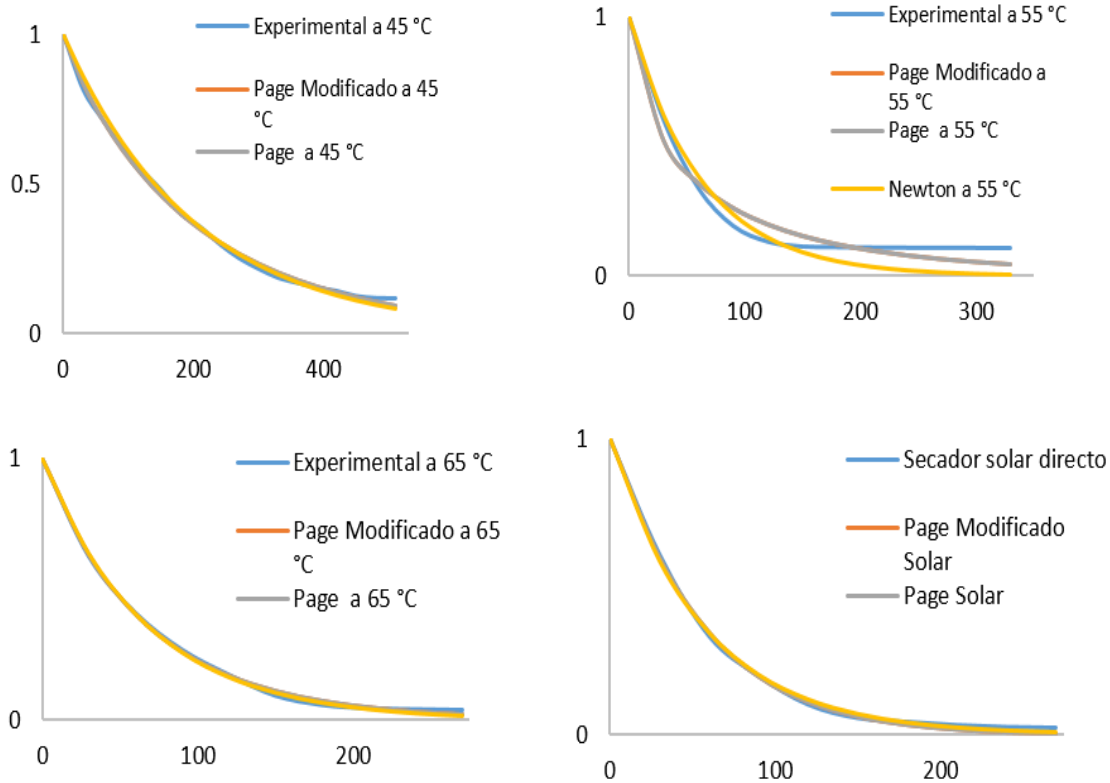 1
0.5
0
0
200
400
Experimental a 45 °C
Page Modificado a 45
°C
Page a 45 °C
1
0
0
100
200
300
Experimental a 55 °C
Page Modificado a
55 °C
Page a 55 °C
Newton a 55 °C
1
0
0
100
200
Experimental a 65 °C
Page Modificado a 65
°C
Page a 65 °C
1
0
0
100
200
Secador solar directo
Page Modificado
Solar
Page Solar